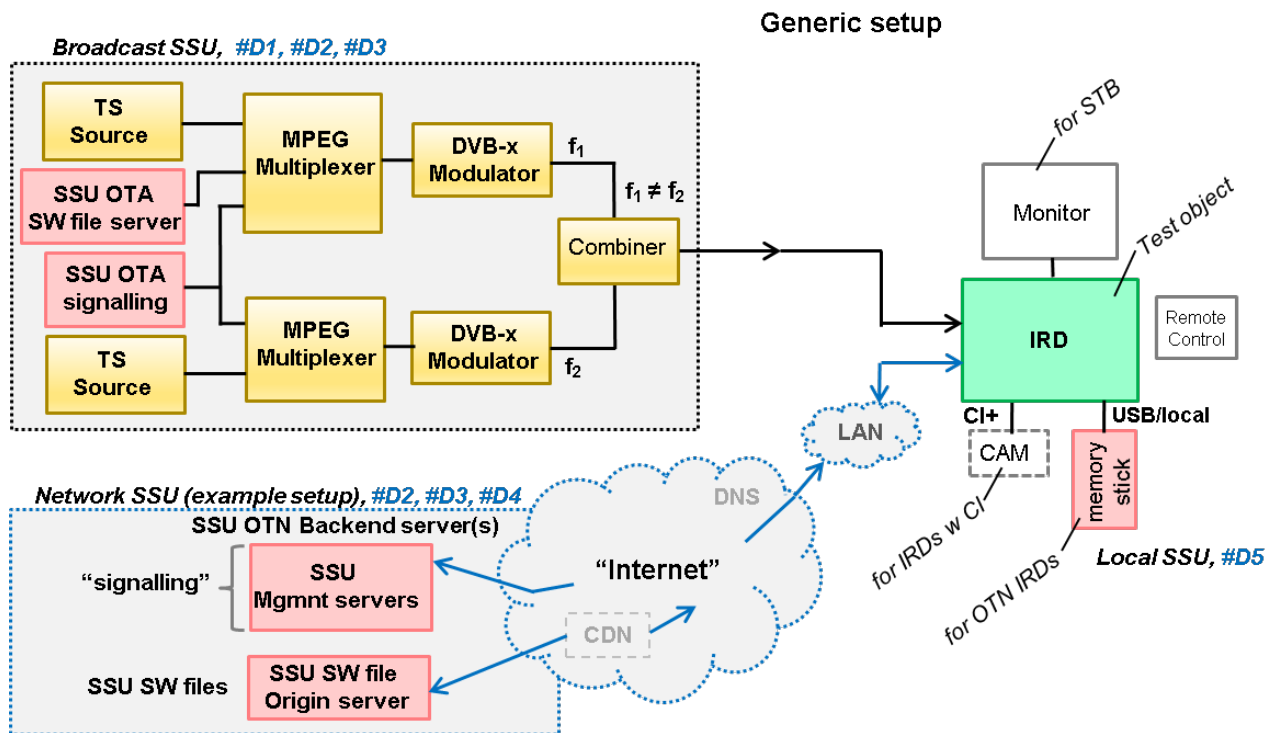 Generic setup
Broadcast SSU, #D1, #D2, #D3
TS
Source
MPEG
Multiplexer
DVB-x
Modulator
f1
SSU OTA
SW file server
f1 ≠ f2
Combiner
SSU OTA
signalling
MPEG
Multiplexer
DVB-x
Modulator
f2
TS
Source
for STB
Monitor
Test object
IRD
Remote
Control
CI+
USB/local
CAM
memory
stick
for IRDs w CI
for OTN IRDs
Local SSU, #D5
LAN
DNS
"Internet"
CDN
Network SSU (example setup), #D2, #D3, #D4
SSU OTN Backend server(s)
"signalling"
SSU
Mgmnt servers
SSU SW files
SSU SW file
Origin server